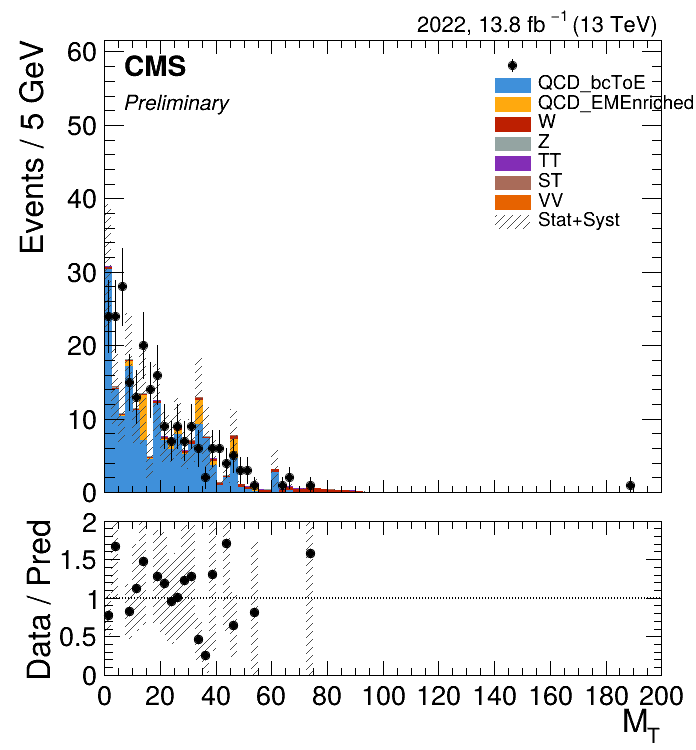 2022, 13.8 fb⁻¹ (13 TeV)
CMS
Preliminary
QCD_bcToE
QCD_EMEnriched
W
Z
TT
ST
VV
Stat+Syst
Events / 5 GeV
60
50
40
30
20
10
0
Data / Pred
2
1.5
1
0.5
0
0 20 40 60 80 100 120 140 160 180 200
M_T